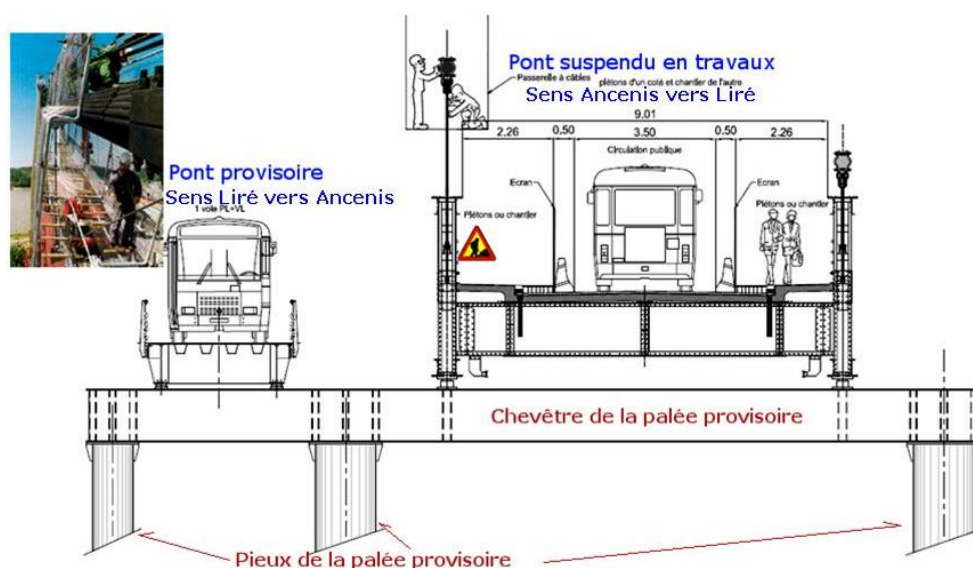 Pont suspendu en travaux
Passerelle à câbles
piétons d'un coté et chantier de l'autre
Sens Ancenis vers Liré
9.01
2.26
0.50
3.50
0.50
2.26
Circulation publique
Pont provisoire
Sens Liré vers Ancenis
1 voie PL+VL
Ecran
Ecran
Piétons ou chantier
Piétons ou chantier
Chevêtre de la palée provisoire
Pieux de la palée provisoire